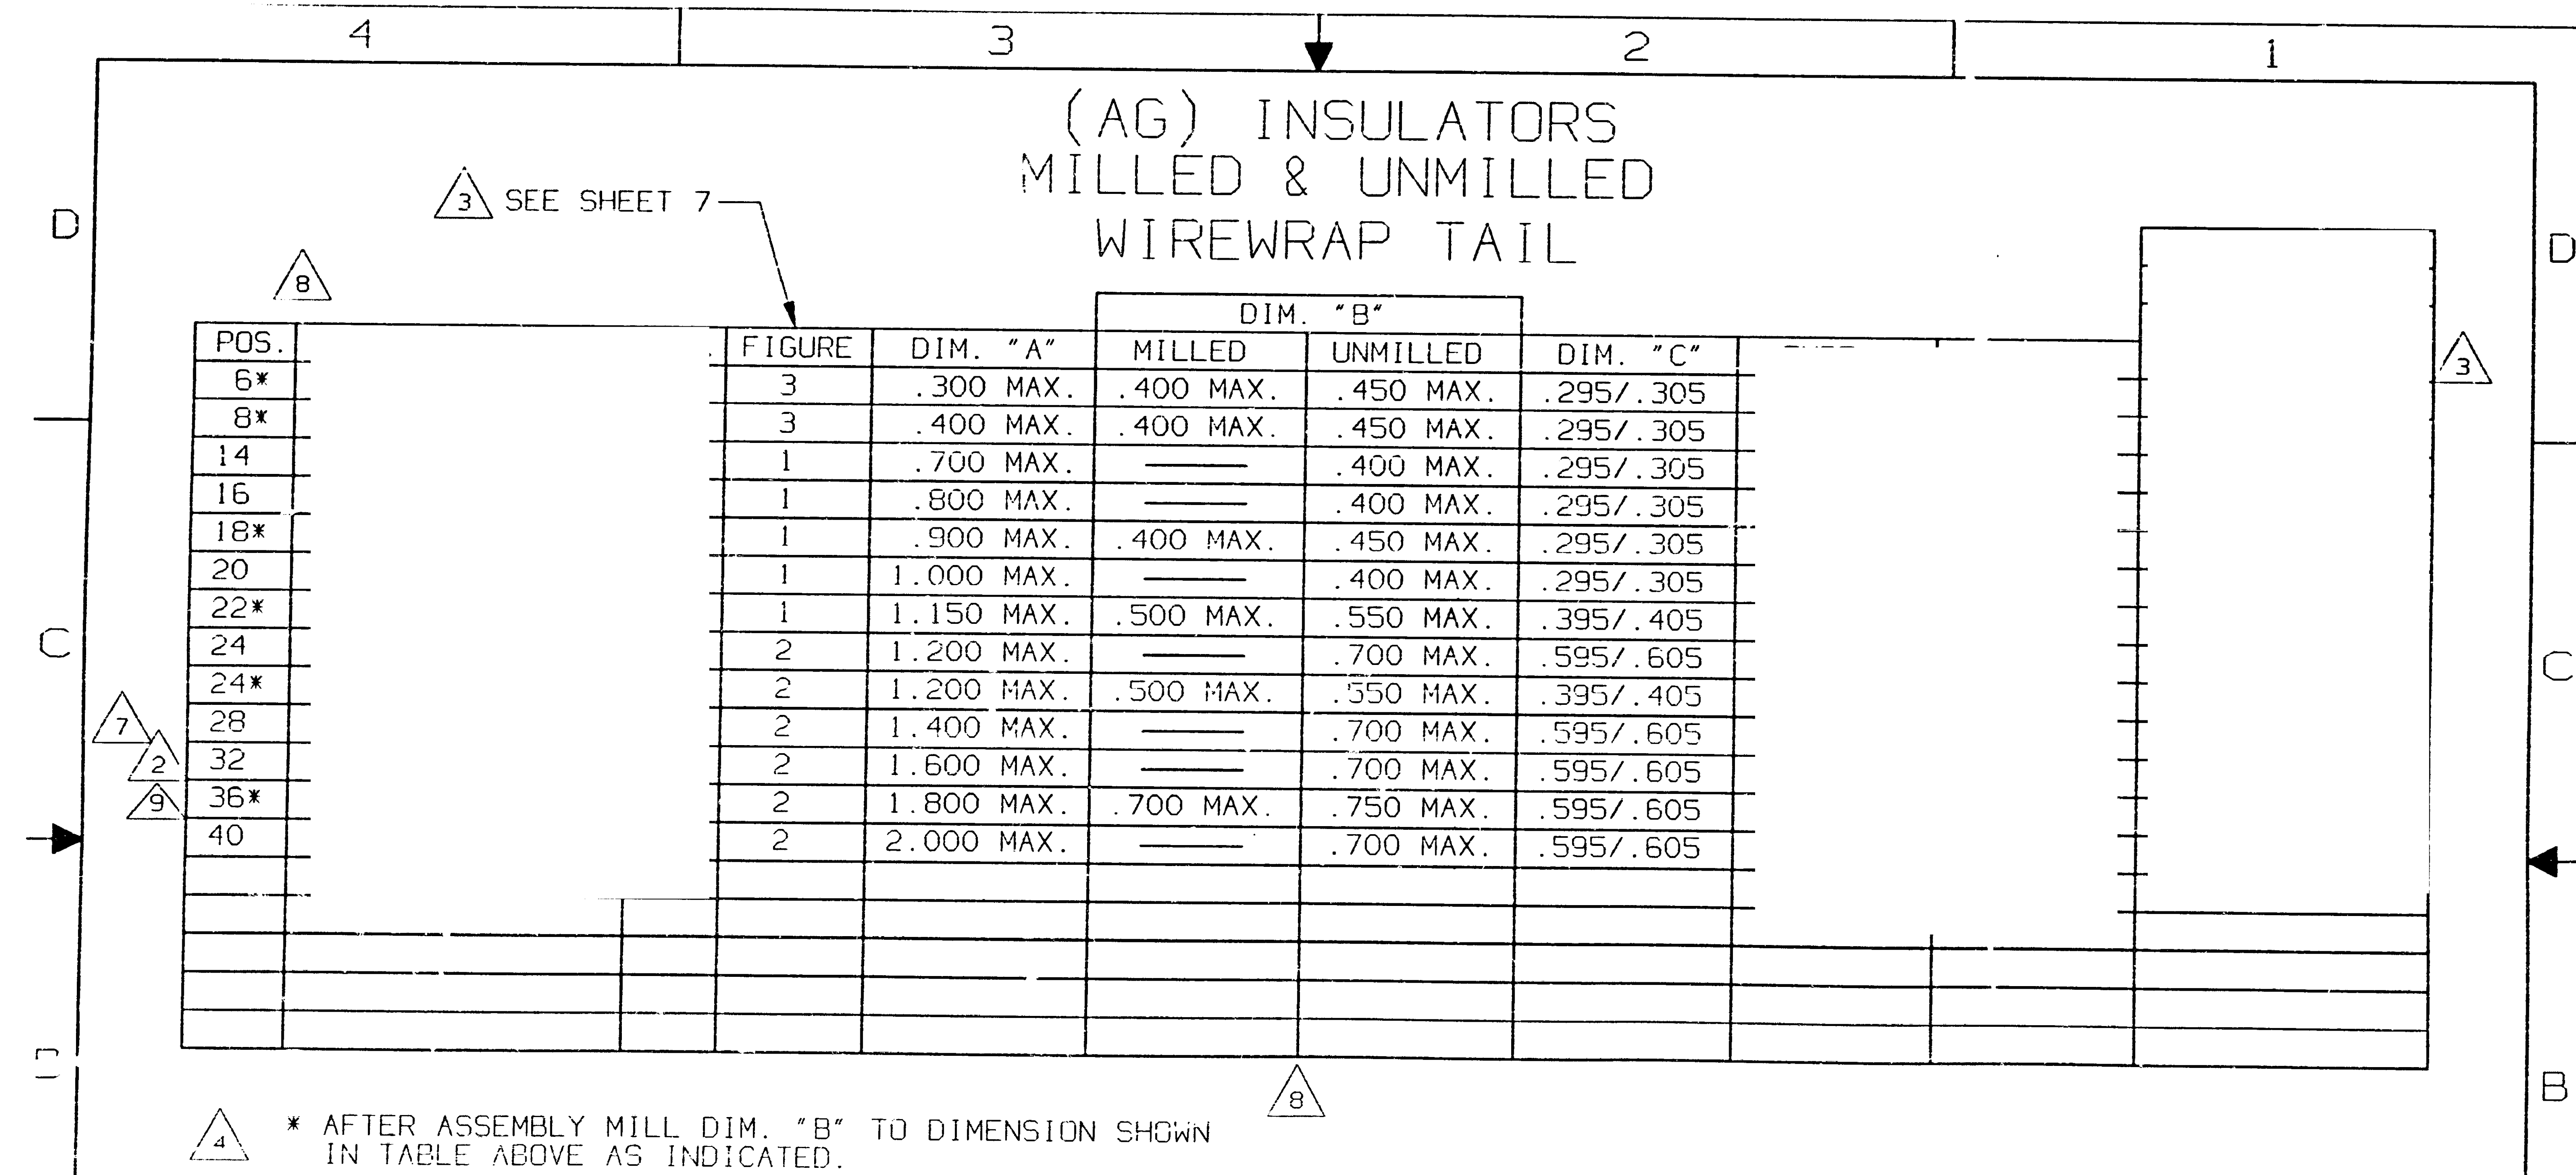 4 3 2 1
(AG) INSULATORS
MILLED & UNMILLED
WIREWRAP TAIL
3 SEE SHEET 7
D D
8
DIM. "B"
POS. FIGURE DIM. "A" MILLED UNMILLED DIM. "C"
3
6* 3 .300 MAX. .400 MAX. .450 MAX. .295/.305
8* 3 .400 MAX. .400 MAX. .450 MAX. .295/.305
14 1 .700 MAX. .400 MAX. .295/.305
16 1 .800 MAX. .400 MAX. .295/.305
18* 1 .900 MAX. .400 MAX. .450 MAX. .295/.305
20 1 1.000 MAX. .400 MAX. .295/.305
22* 1 1.150 MAX. .500 MAX. .550 MAX. .395/.405
C 24 2 1.200 MAX. .700 MAX. .595/.605 C
24* 2 1.200 MAX. .500 MAX. .550 MAX. .395/.405
7 28 2 1.400 MAX. .700 MAX. .595/.605
2 32 2 1.600 MAX. .700 MAX. .595/.605
9 36* 2 1.800 MAX. .700 MAX. .750 MAX. .595/.605
40 2 2.000 MAX. .700 MAX. .595/.605
B
8
4 * AFTER ASSEMBLY MILL DIM. "B" TO DIMENSION SHOWN
IN TABLE ABOVE AS INDICATED.